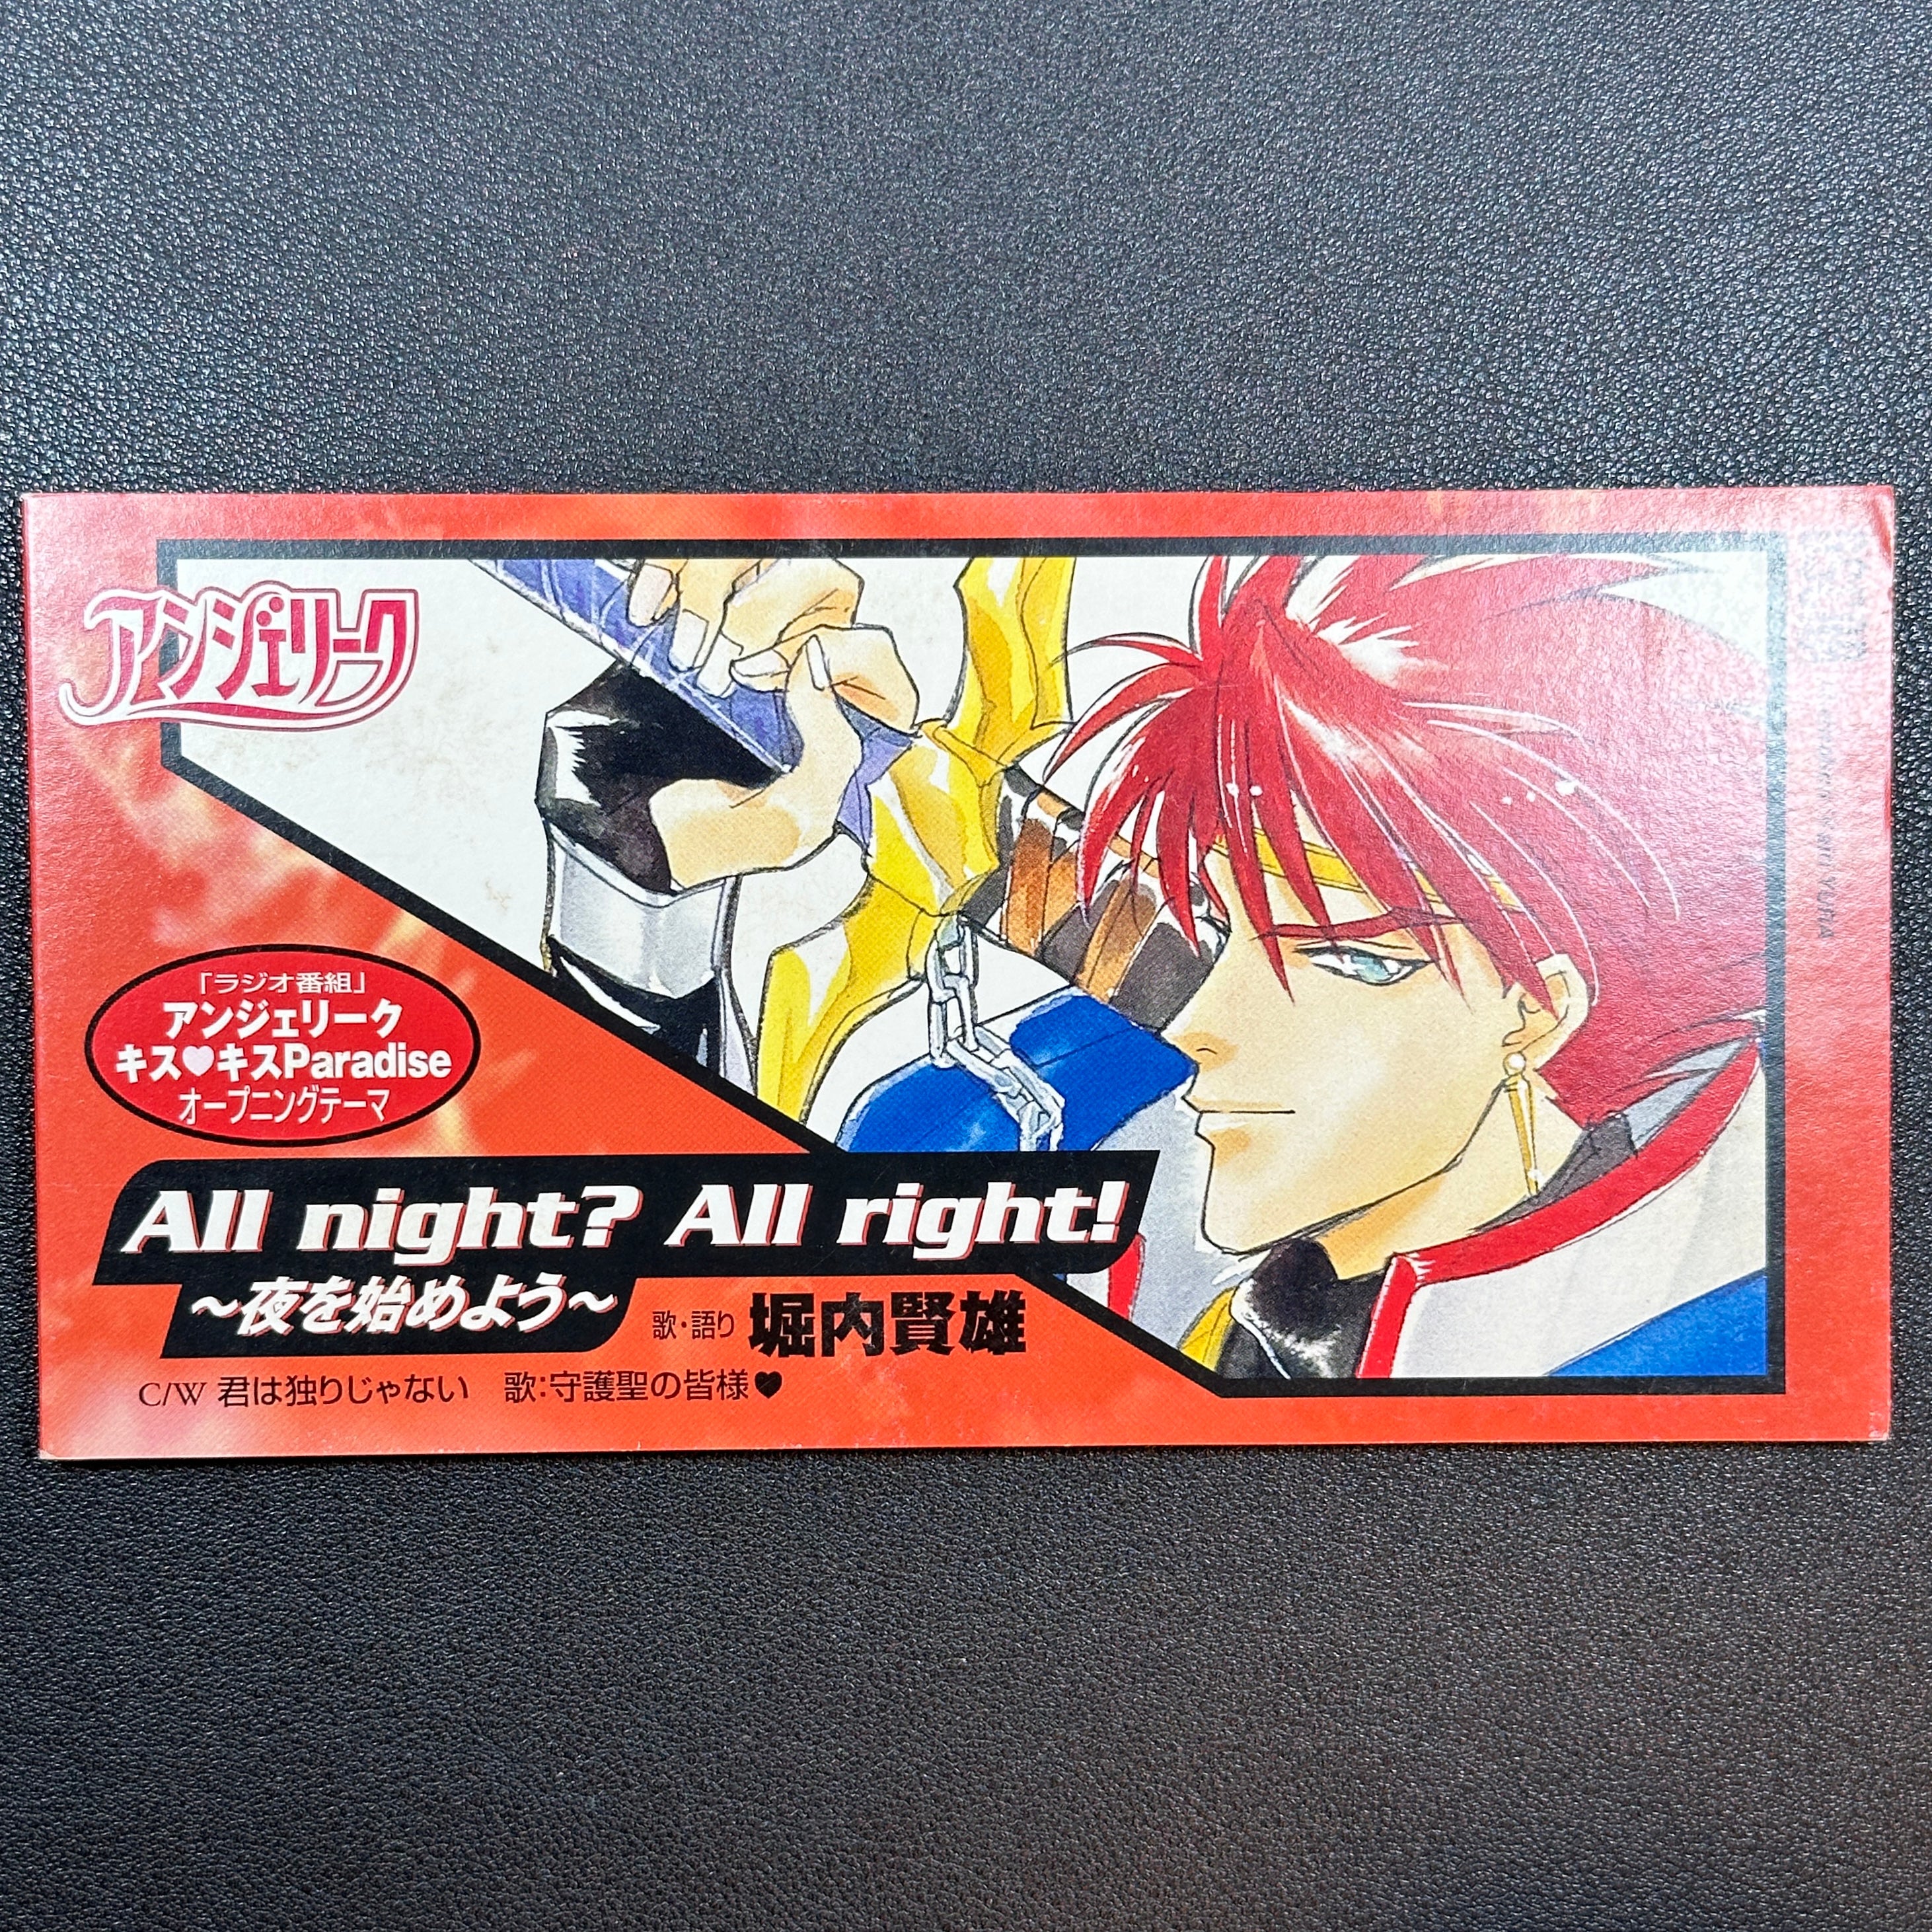 アンジェリーク
「ラジオ番組」
アンジェリーク
キス♥キスParadise
オープニングテーマ
All night? All right!
～夜を始めよう～
歌・語り 堀内賢雄
C/W 君は独りじゃない 歌:守護聖の皆様♥